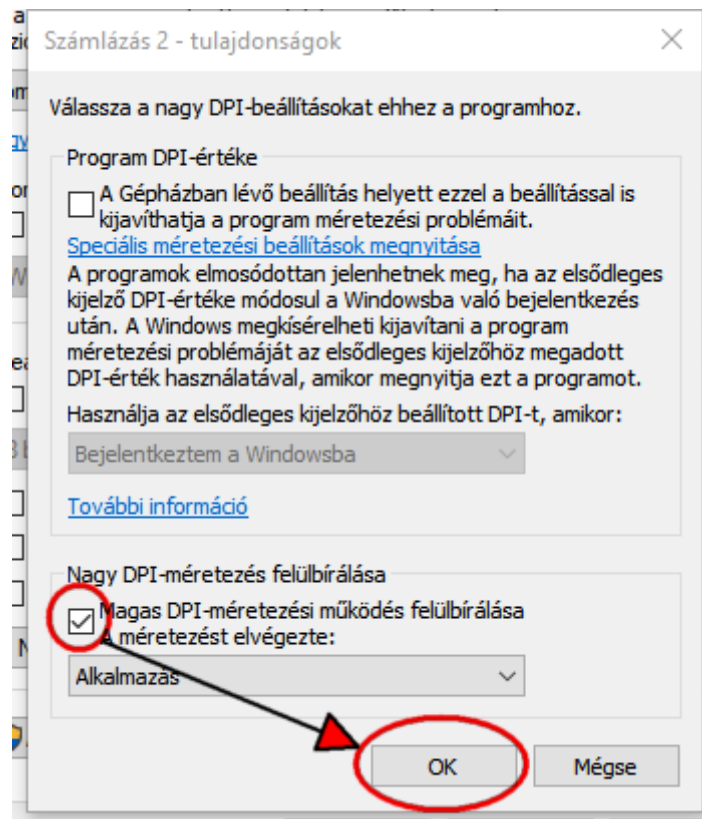 Számlázás 2 - tulajdonságok
Válassza a nagy DPI-beállításokat ehhez a programhoz.
Program DPI-értéke
A Gépházban lévő beállítás helyett ezzel a beállítással is
kijavíthatja a program méretezési problémáit.
Speciális méretezési beállítások megnyitása
A programok elmosódottan jelenhetnek meg, ha az elsődleges
kijelző DPI-értéke módosul a Windowsba való bejelentkezés
után. A Windows megkísérelheti kijavítani a program
méretezési problémáját az elsődleges kijelzőhöz megadott
DPI-érték használatával, amikor megnyitja ezt a programot.
Használja az elsődleges kijelzőhöz beállított DPI-t, amikor:
Bejelentkeztem a Windowsba
További információ
Nagy DPI-méretezés felülbírálása
Magas DPI-méretezési működés felülbírálása
A méretezést elvégezte:
Alkalmazás
OK
Mégse